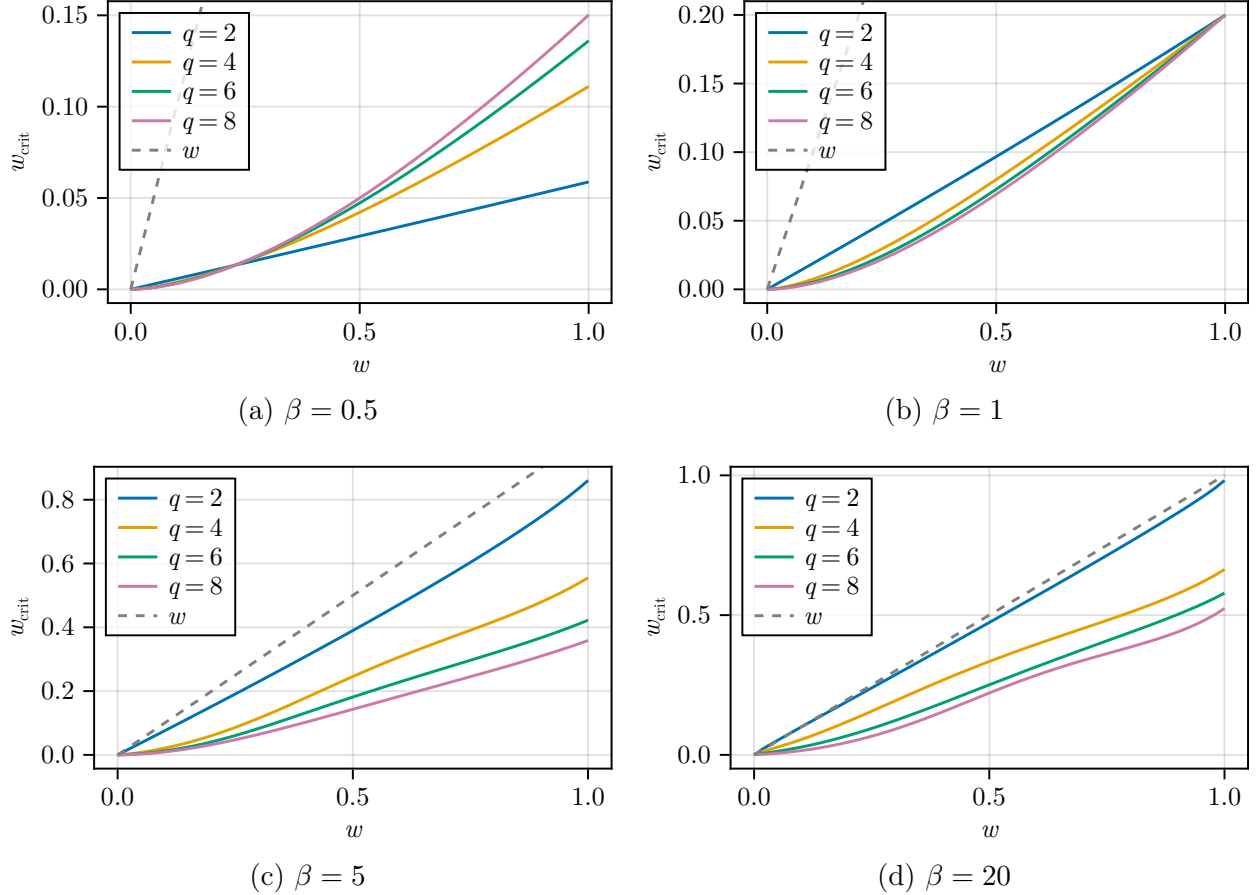 0.15
0.10
0.05
0.00
w_crit
q = 2
q = 4
q = 6
q = 8
w
0.0
0.5
1.0
w
(a) β = 0.5
0.20
0.15
0.10
0.05
0.00
w_crit
q = 2
q = 4
q = 6
q = 8
w
0.0
0.5
1.0
w
(b) β = 1
0.8
0.6
0.4
0.2
0.0
w_crit
q = 2
q = 4
q = 6
q = 8
w
0.0
0.5
1.0
w
(c) β = 5
1.0
0.5
0.0
w_crit
q = 2
q = 4
q = 6
q = 8
w
0.0
0.5
1.0
w
(d) β = 20